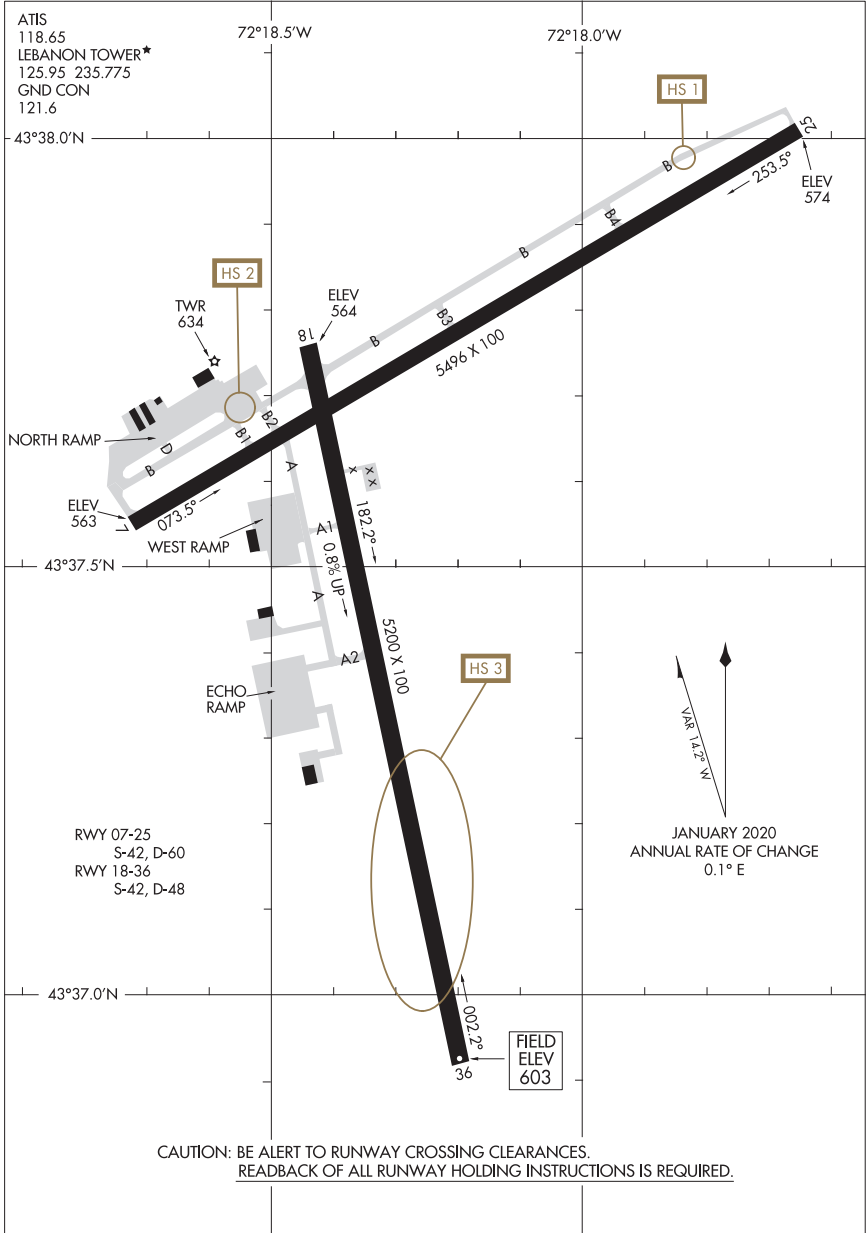 ATIS
118.65
LEBANON TOWER★
125.95 235.775
GND CON
121.6
72°18.5'W
72°18.0'W
HS 1
43°38.0'N
25
253.5°
ELEV
574
B
B4
B
HS 2
TWR
634
ELEV
564
18
B3
B
5496 X 100
NORTH RAMP
D
B
B1
B2
A
X
X X
ELEV
563
7
073.5°
WEST RAMP
A1
182.2°
0.8% UP
43°37.5'N
A
A2
5200 X 100
ECHO
RAMP
HS 3
VAR 14.2° W
JANUARY 2020
ANNUAL RATE OF CHANGE
0.1° E
RWY 07-25
S-42, D-60
RWY 18-36
S-42, D-48
43°37.0'N
002.2°
36
FIELD
ELEV
603
CAUTION: BE ALERT TO RUNWAY CROSSING CLEARANCES.
READBACK OF ALL RUNWAY HOLDING INSTRUCTIONS IS REQUIRED.